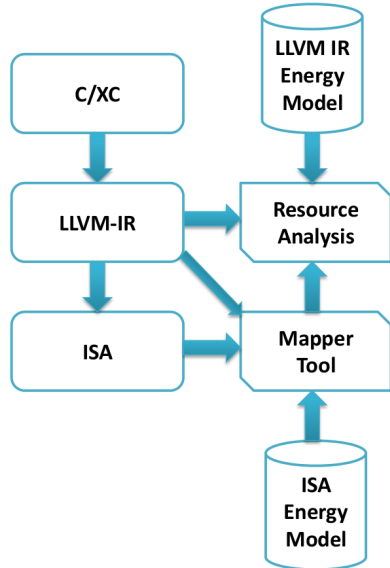 LLVM IR
Energy
Model
C/XC
LLVM-IR
Resource
Analysis
ISA
Mapper
Tool
ISA
Energy
Model